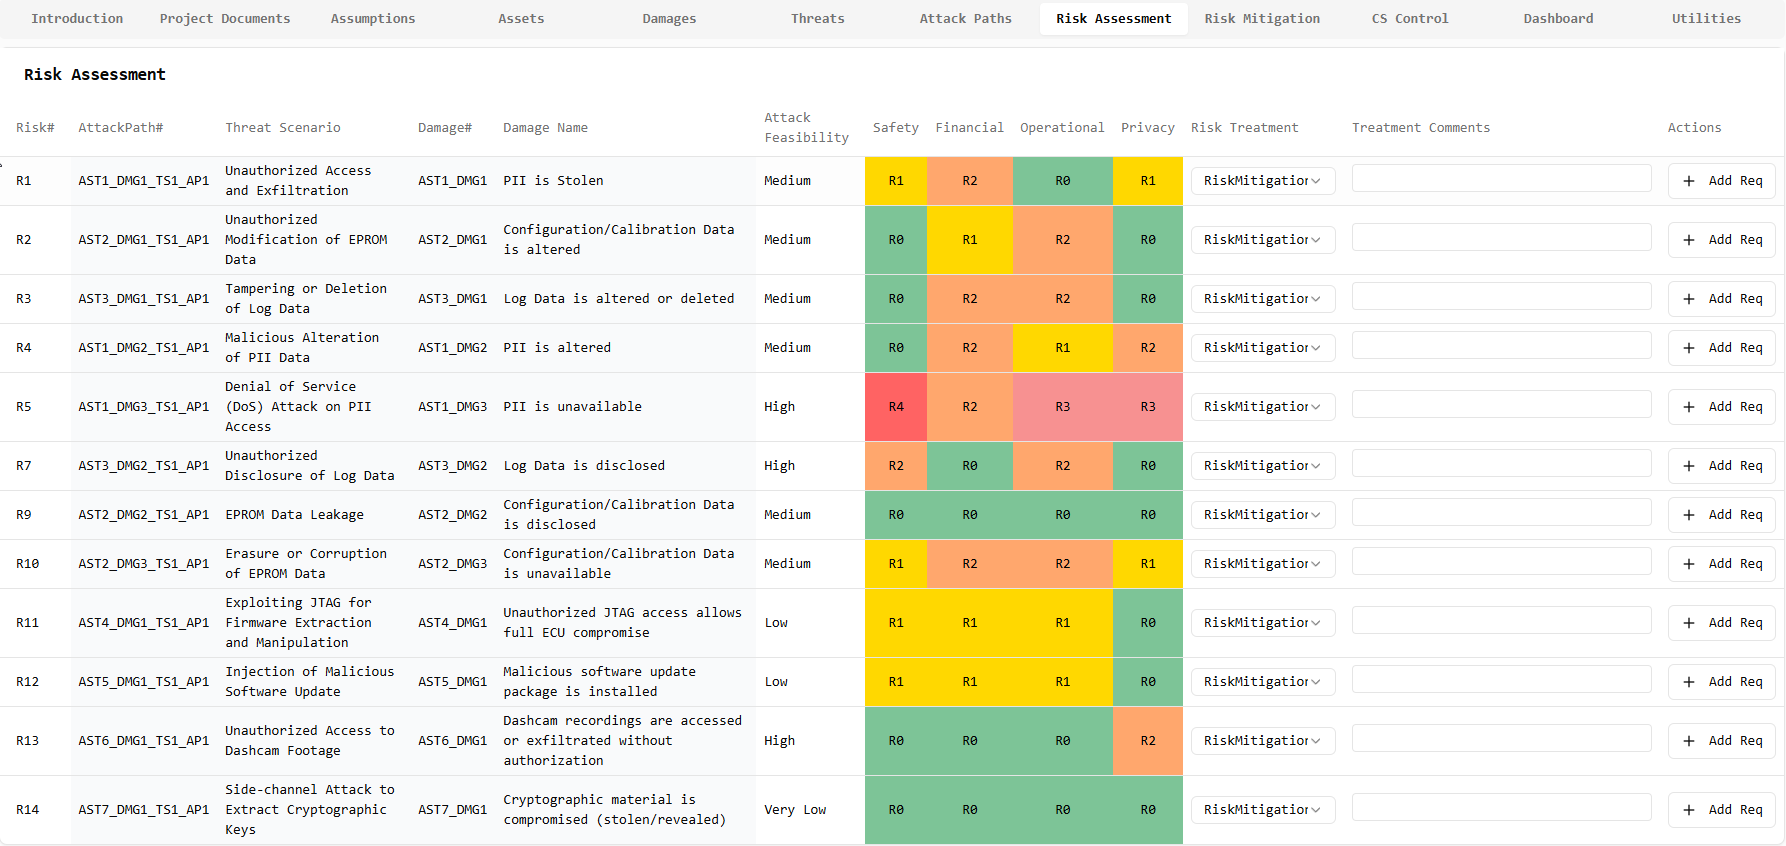 Introduction Project Documents Assumptions Assets Damages Threats Attack Paths Risk Assessment Risk Mitigation CS Control Dashboard Utilities
Risk Assessment
Risk# AttackPath# Threat Scenario Damage# Damage Name Attack Feasibility Safety Financial Operational Privacy Risk Treatment Treatment Comments Actions
R1 AST1_DMG1_TS1_AP1 Unauthorized Access and Exfiltration AST1_DMG1 PII is Stolen Medium R1 R2 R0 R1 RiskMitigation + Add Req
R2 AST2_DMG1_TS1_AP1 Unauthorized Modification of EPROM Data AST2_DMG1 Configuration/Calibration Data is altered Medium R0 R1 R2 R0 RiskMitigation + Add Req
R3 AST3_DMG1_TS1_AP1 Tampering or Deletion of Log Data AST3_DMG1 Log Data is altered or deleted Medium R0 R2 R2 R0 RiskMitigation + Add Req
R4 AST1_DMG2_TS1_AP1 Malicious Alteration of PII Data AST1_DMG2 PII is altered Medium R0 R2 R1 R2 RiskMitigation + Add Req
R5 AST1_DMG3_TS1_AP1 Denial of Service (DoS) Attack on PII Access AST1_DMG3 PII is unavailable High R4 R2 R3 R3 RiskMitigation + Add Req
R7 AST3_DMG2_TS1_AP1 Unauthorized Disclosure of Log Data AST3_DMG2 Log Data is disclosed High R2 R0 R2 R0 RiskMitigation + Add Req
R9 AST2_DMG2_TS1_AP1 EPROM Data Leakage AST2_DMG2 Configuration/Calibration Data is disclosed Medium R0 R0 R0 R0 RiskMitigation + Add Req
R10 AST2_DMG3_TS1_AP1 Erasure or Corruption of EPROM Data AST2_DMG3 Configuration/Calibration Data is unavailable Medium R1 R2 R2 R1 RiskMitigation + Add Req
R11 AST4_DMG1_TS1_AP1 Exploiting JTAG for Firmware Extraction and Manipulation AST4_DMG1 Unauthorized JTAG access allows full ECU compromise Low R1 R1 R1 R0 RiskMitigation + Add Req
R12 AST5_DMG1_TS1_AP1 Injection of Malicious Software Update AST5_DMG1 Malicious software update package is installed Low R1 R1 R1 R0 RiskMitigation + Add Req
R13 AST6_DMG1_TS1_AP1 Unauthorized Access to Dashcam Footage AST6_DMG1 Dashcam recordings are accessed or exfiltrated without authorization High R0 R0 R0 R2 RiskMitigation + Add Req
R14 AST7_DMG1_TS1_AP1 Side-channel Attack to Extract Cryptographic Keys AST7_DMG1 Cryptographic material is compromised (stolen/revealed) Very Low R0 R0 R0 R0 RiskMitigation + Add Req